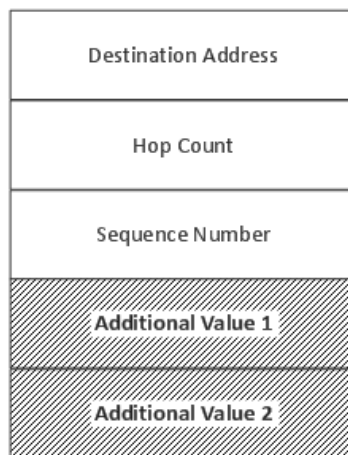 Destination Address
Hop Count
Sequence Number
Additional Value 1
Additional Value 2